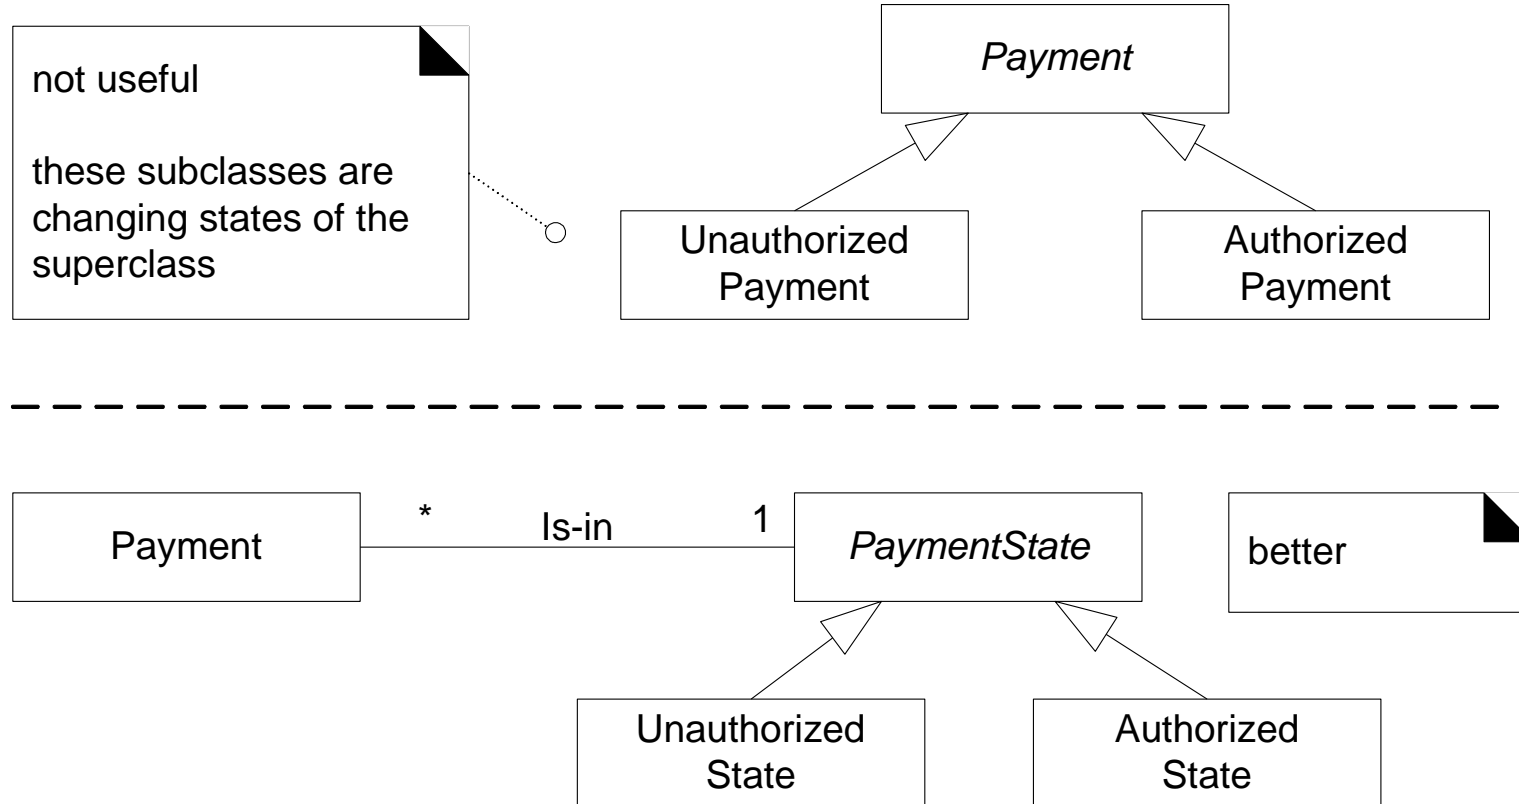 not useful
these subclasses are
changing states of the
superclass
Payment
Unauthorized
Payment
Authorized
Payment
Payment
*
Is-in
1
PaymentState
better
Unauthorized
State
Authorized
State